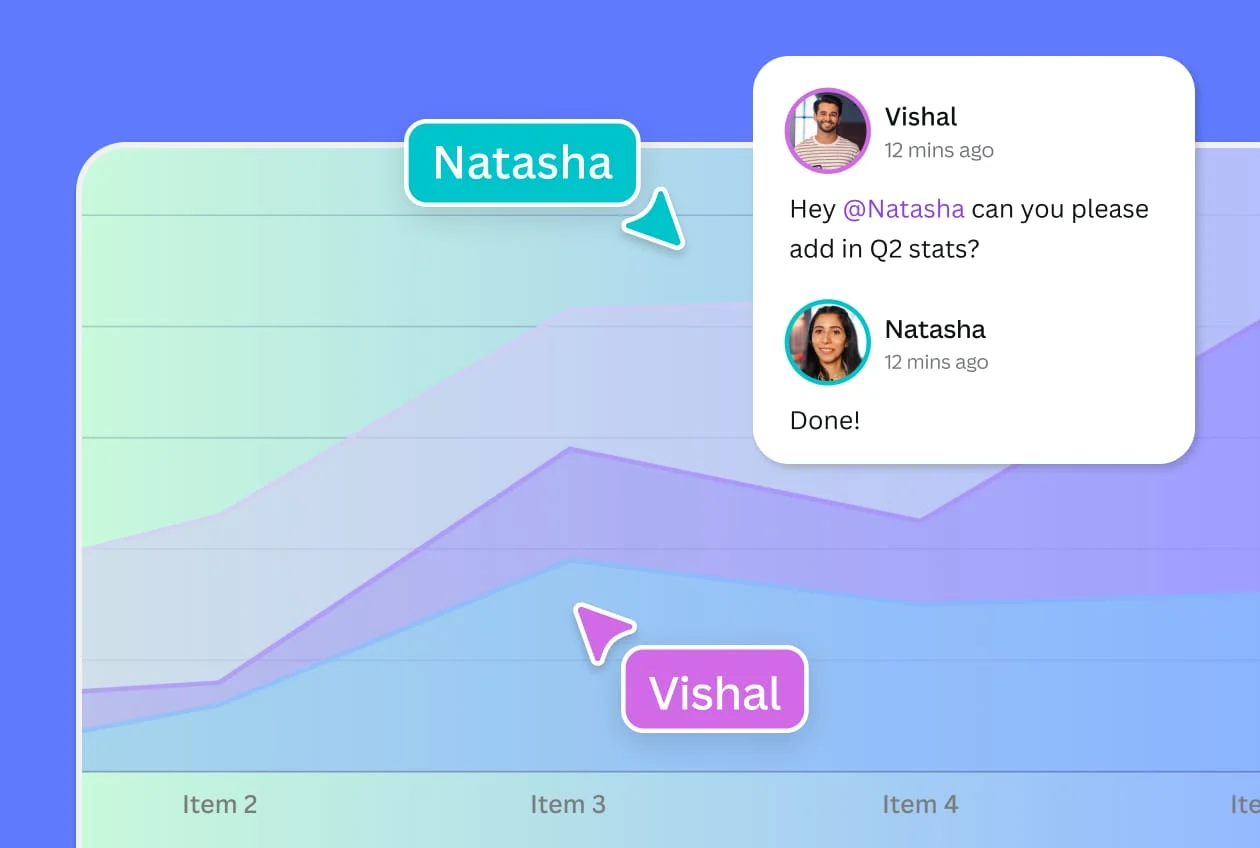 Natasha
Vishal
12 mins ago
Hey @Natasha can you please
add in Q2 stats?
Natasha
12 mins ago
Done!
Vishal
Item 2
Item 3
Item 4
Ite